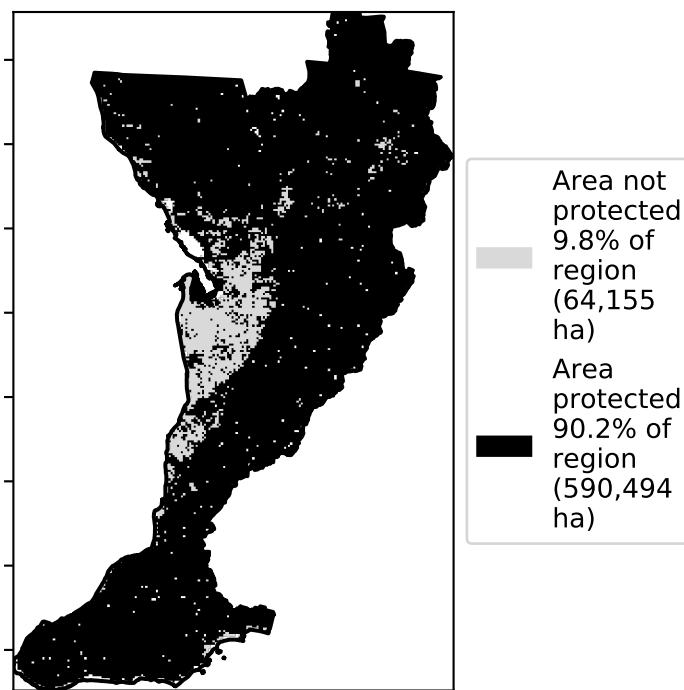 Area not
protected
9.8% of
region
(64,155
ha)
Area
protected
90.2% of
region
(590,494
ha)